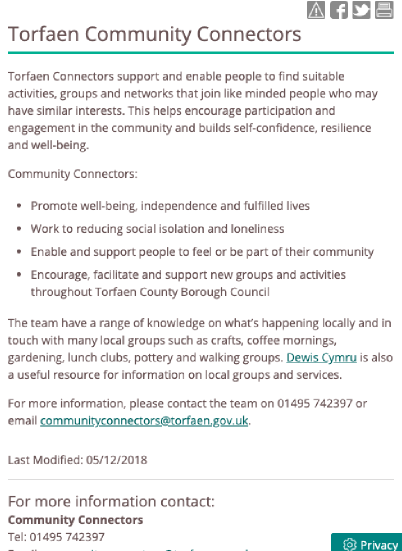 Torfaen Community Connectors
Torfaen Connectors support and enable people to find suitable
activities, groups and networks that join like minded people who may
have similar interests. This helps encourage participation and
engagement in the community and builds self-confidence, resilience
and well-being.
Community Connectors:
• Promote well-being, independence and fulfilled lives
• Work to reducing social isolation and loneliness
• Enable and support people to feel or be part of their community
• Encourage, facilitate and support new groups and activities
throughout Torfaen County Borough Council
The team have a range of knowledge on what's happening locally and in
touch with many local groups such as crafts, coffee mornings,
gardening, lunch clubs, pottery and walking groups. Dewis Cymru is also
a useful resource for information on local groups and services.
For more information, please contact the team on 01495 742397 or
email communityconnectors@torfaen.gov.uk.
Last Modified: 05/12/2018
For more information contact:
Community Connectors
Tel: 01495 742397
Privacy